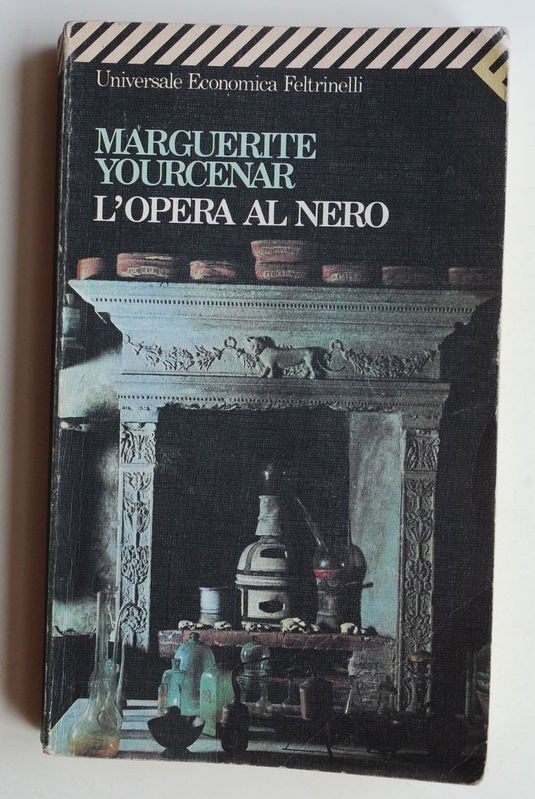 Universale Economica Feltrinelli
MARGUERITE
YOURCENAR
L'OPERA AL NERO